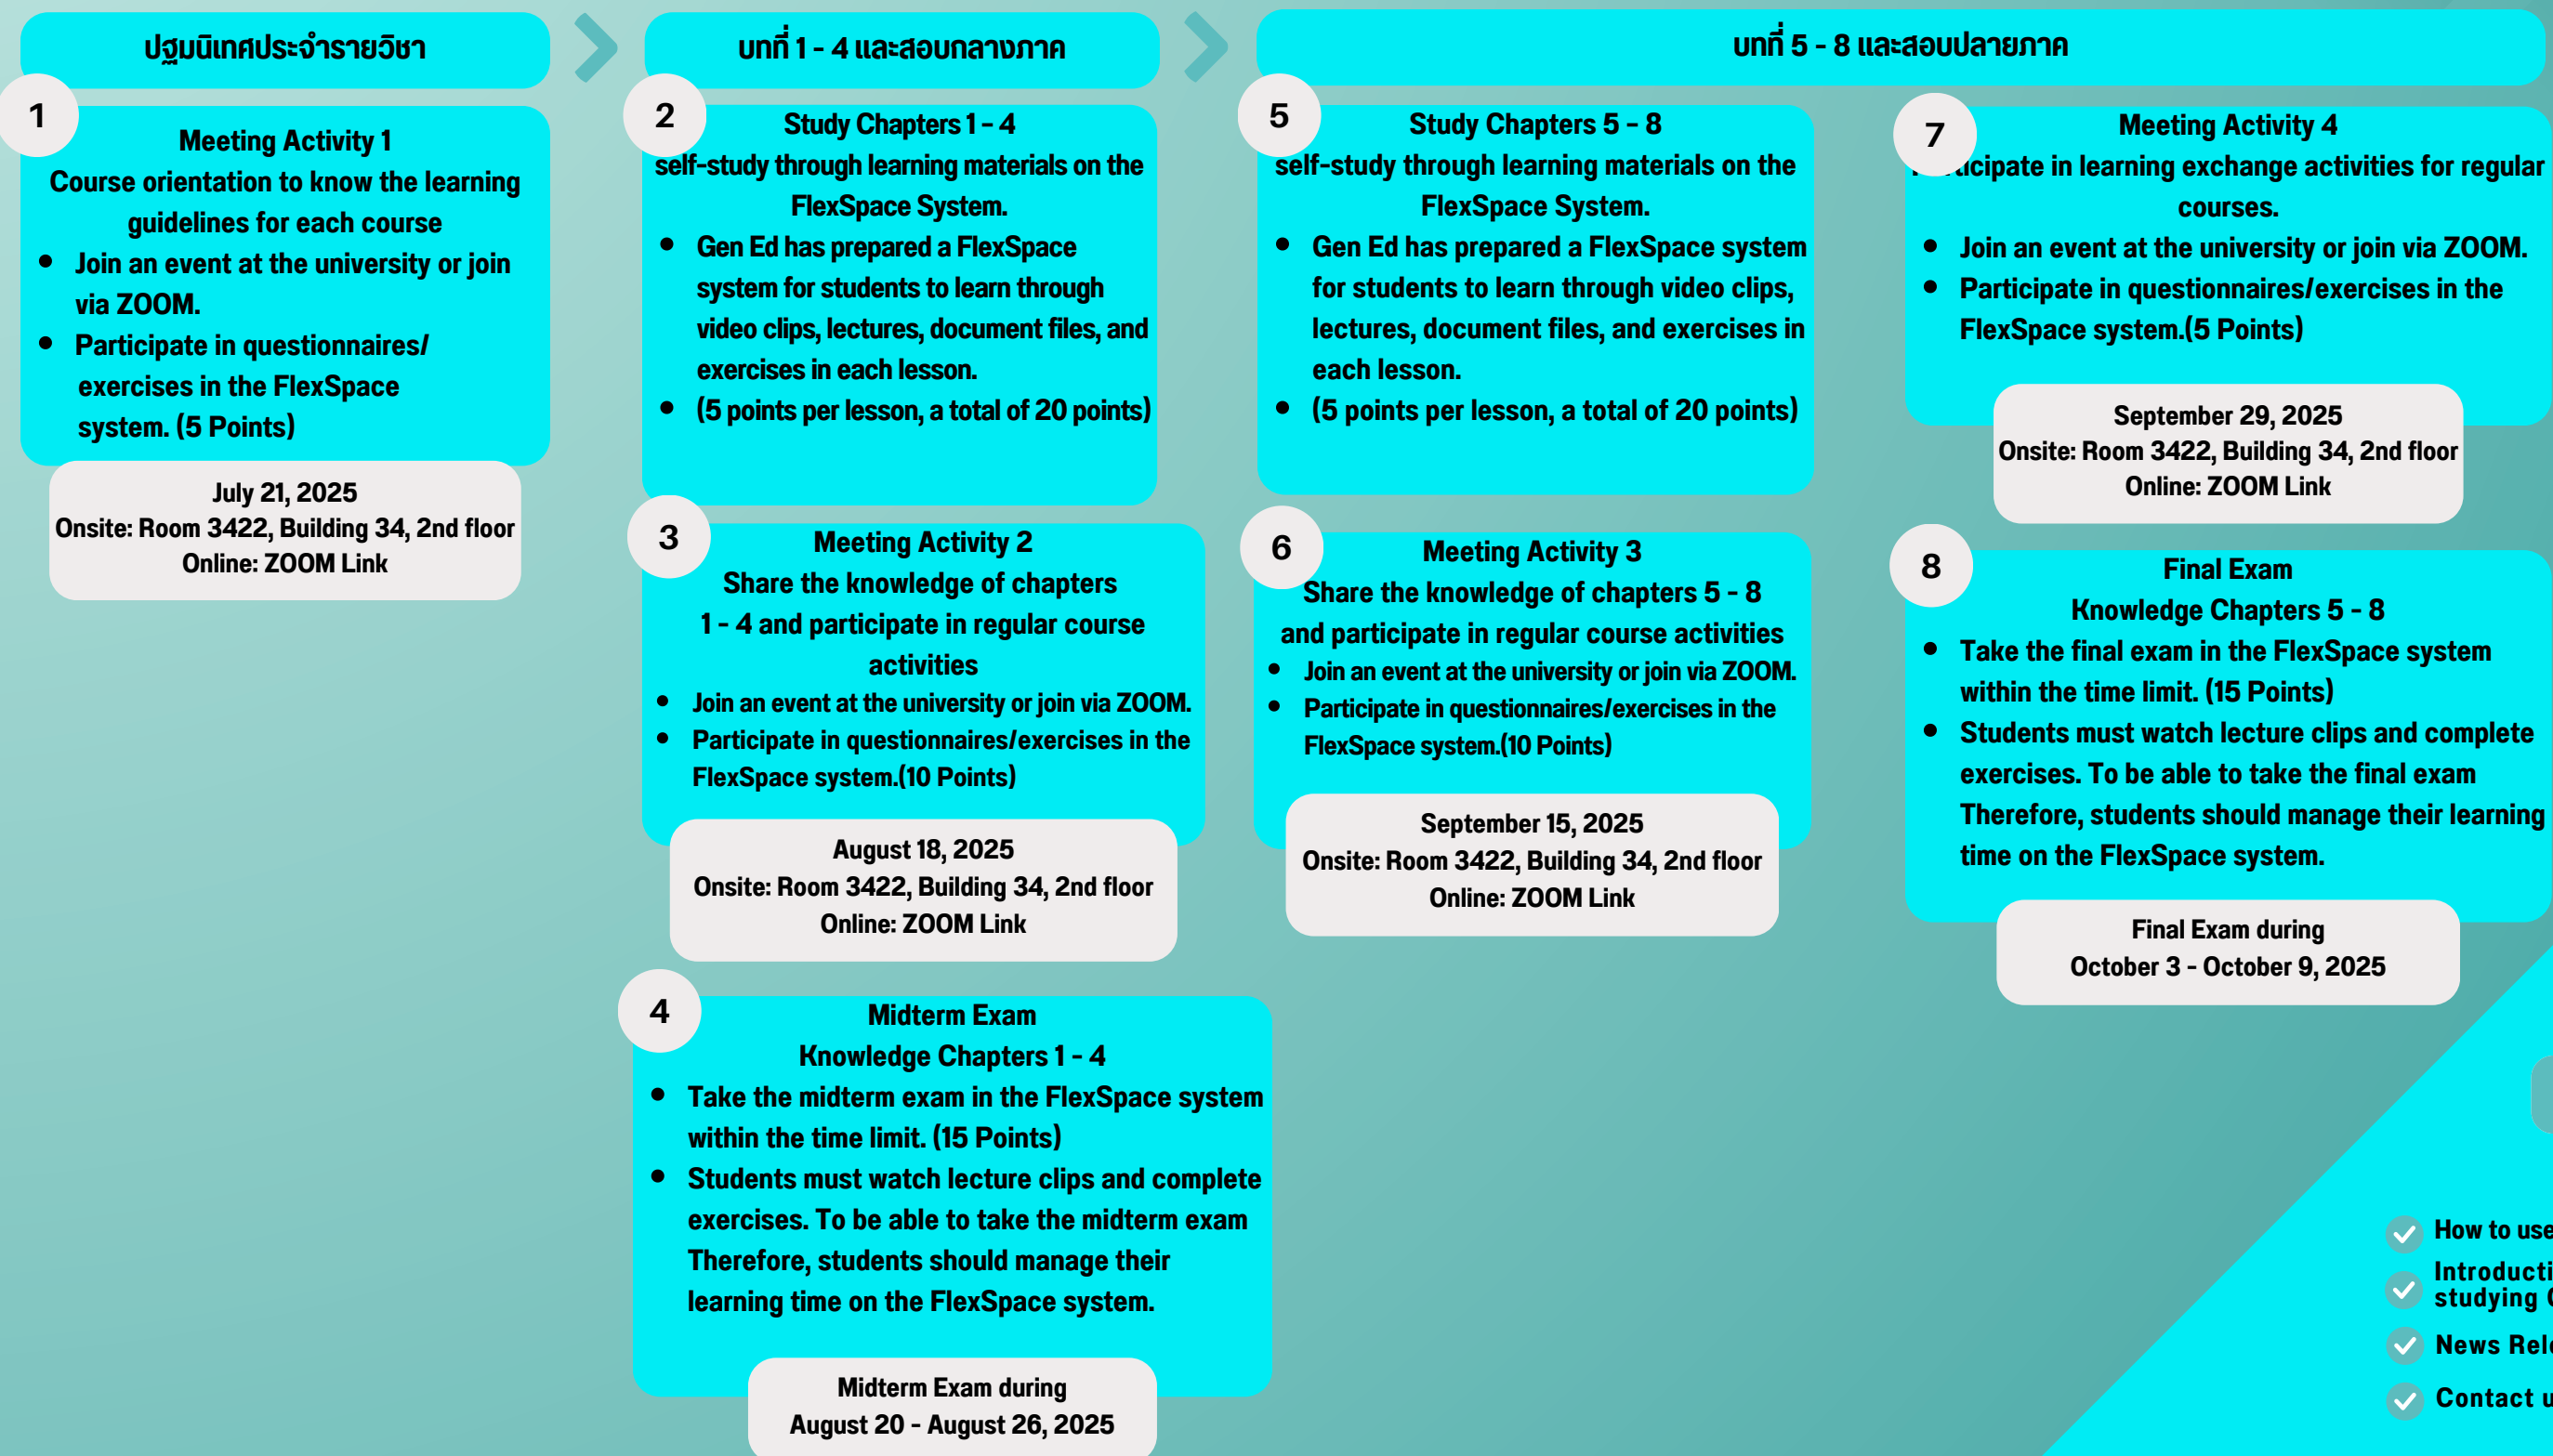 ปฐมนิเทศประจำรายวิชา
บทที่ 1 - 4 และสอบกลางภาค
บทที่ 5 - 8 และสอบปลายภาค
1
Meeting Activity 1
Course orientation to know the learning
guidelines for each course
• Join an event at the university or join
via ZOOM.
• Participate in questionnaires/
exercises in the FlexSpace
system. (5 Points)
July 21, 2025
Onsite: Room 3422, Building 34, 2nd floor
Online: ZOOM Link
2
Study Chapters 1 - 4
self-study through learning materials on the
FlexSpace System.
• Gen Ed has prepared a FlexSpace
system for students to learn through
video clips, lectures, document files, and
exercises in each lesson.
• (5 points per lesson, a total of 20 points)
3
Meeting Activity 2
Share the knowledge of chapters
1 - 4 and participate in regular course
activities
• Join an event at the university or join via ZOOM.
• Participate in questionnaires/exercises in the
FlexSpace system.(10 Points)
August 18, 2025
Onsite: Room 3422, Building 34, 2nd floor
Online: ZOOM Link
4
Midterm Exam
Knowledge Chapters 1 - 4
• Take the midterm exam in the FlexSpace system
within the time limit. (15 Points)
• Students must watch lecture clips and complete
exercises. To be able to take the midterm exam
Therefore, students should manage their
learning time on the FlexSpace system.
Midterm Exam during
August 20 - August 26, 2025
5
Study Chapters 5 - 8
self-study through learning materials on the
FlexSpace System.
• Gen Ed has prepared a FlexSpace system
for students to learn through video clips,
lectures, document files, and exercises in
each lesson.
• (5 points per lesson, a total of 20 points)
6
Meeting Activity 3
Share the knowledge of chapters 5 - 8
and participate in regular course activities
• Join an event at the university or join via ZOOM.
• Participate in questionnaires/exercises in the
FlexSpace system.(10 Points)
September 15, 2025
Onsite: Room 3422, Building 34, 2nd floor
Online: ZOOM Link
7
Meeting Activity 4
ticipate in learning exchange activities for regular
courses.
• Join an event at the university or join via ZOOM.
• Participate in questionnaires/exercises in the
FlexSpace system.(5 Points)
September 29, 2025
Onsite: Room 3422, Building 34, 2nd floor
Online: ZOOM Link
8
Final Exam
Knowledge Chapters 5 - 8
• Take the final exam in the FlexSpace system
within the time limit. (15 Points)
• Students must watch lecture clips and complete
exercises. To be able to take the final exam
Therefore, students should manage their learning
time on the FlexSpace system.
Final Exam during
October 3 - October 9, 2025
How to use
Introducti
studying
News Rel
Contact u